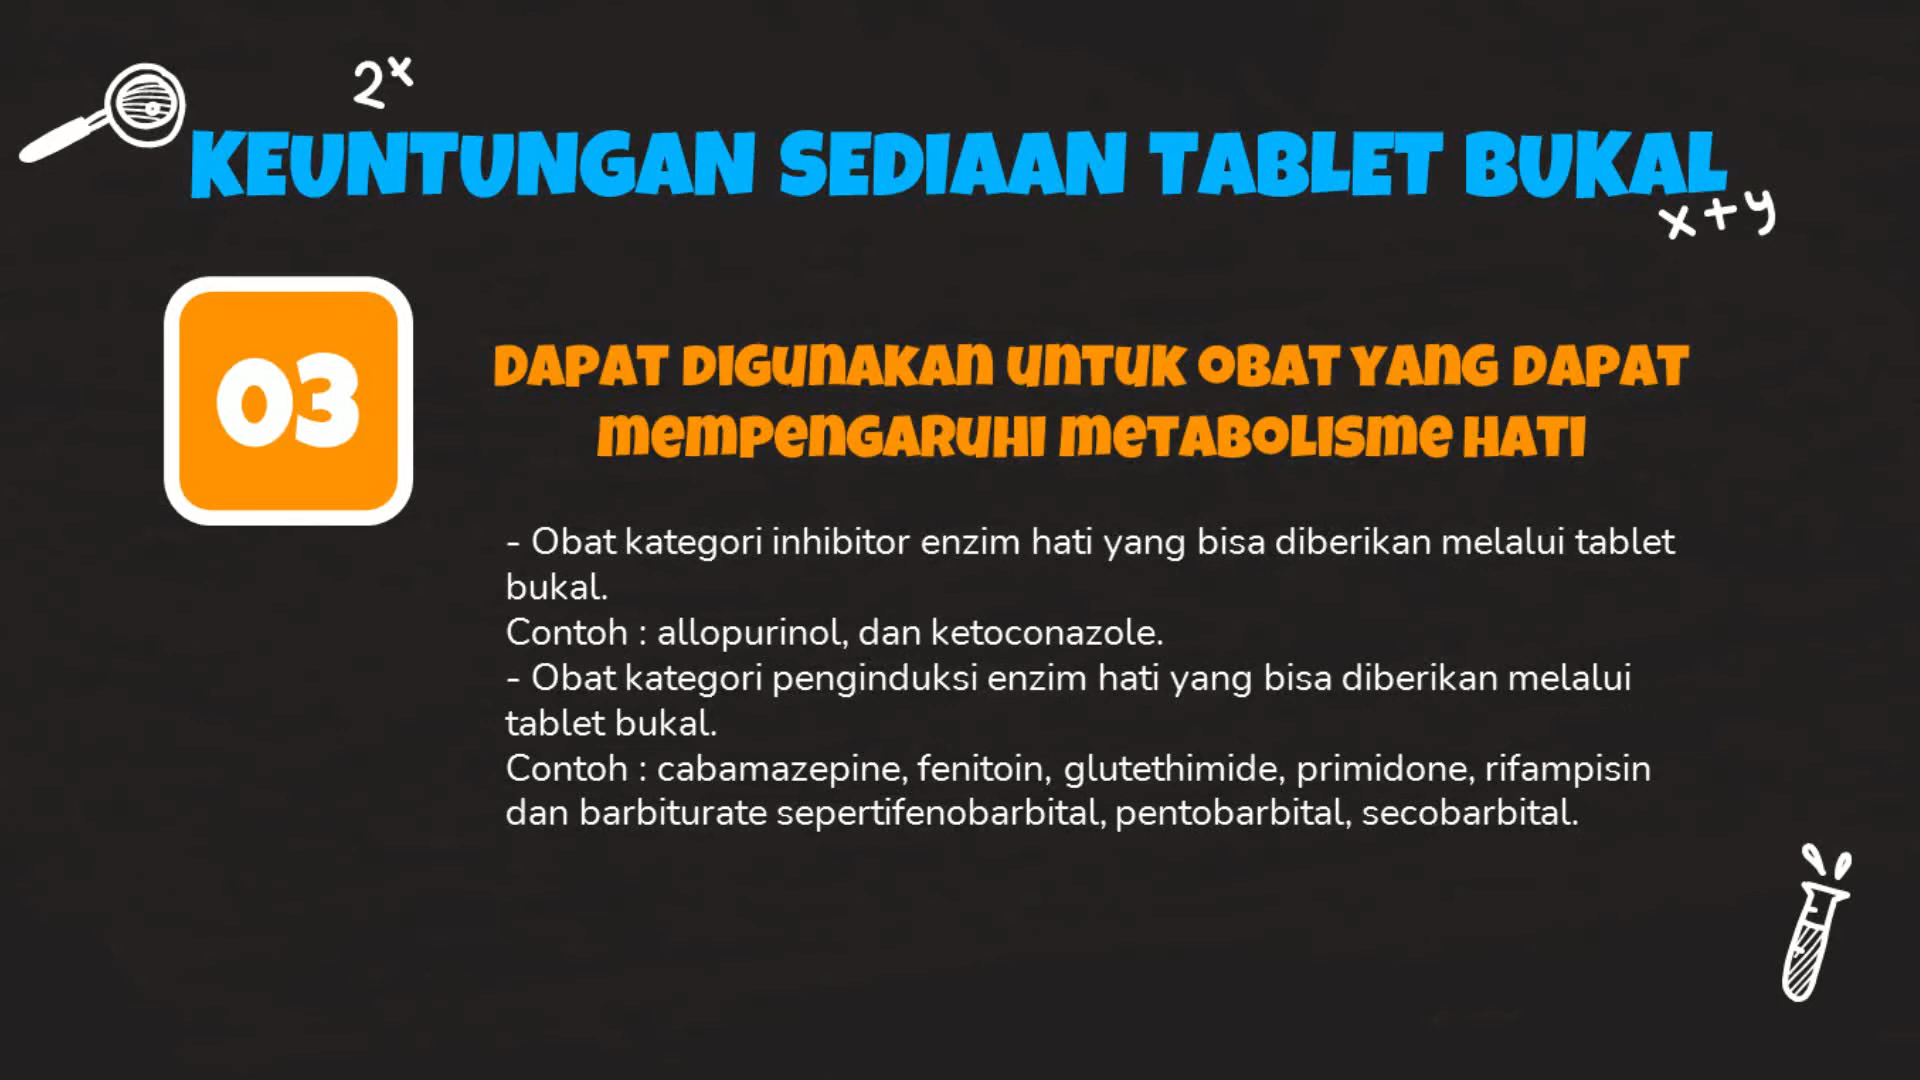 2ˣ
KEUNTUNGAN SEDIAAN TABLET BUKAL
x+y
03
DAPAT DIGUNAKAN UNTUK OBAT YANG DAPAT
MEMPENGARUHI METABOLISME HATI
- Obat kategori inhibitor enzim hati yang bisa diberikan melalui tablet
bukal.
Contoh : allopurinol, dan ketoconazole.
- Obat kategori penginduksi enzim hati yang bisa diberikan melalui
tablet bukal.
Contoh : cabamazepine, fenitoin, glutethimide, primidone, rifampisin
dan barbiturate sepertifenobarbital, pentobarbital, secobarbital.